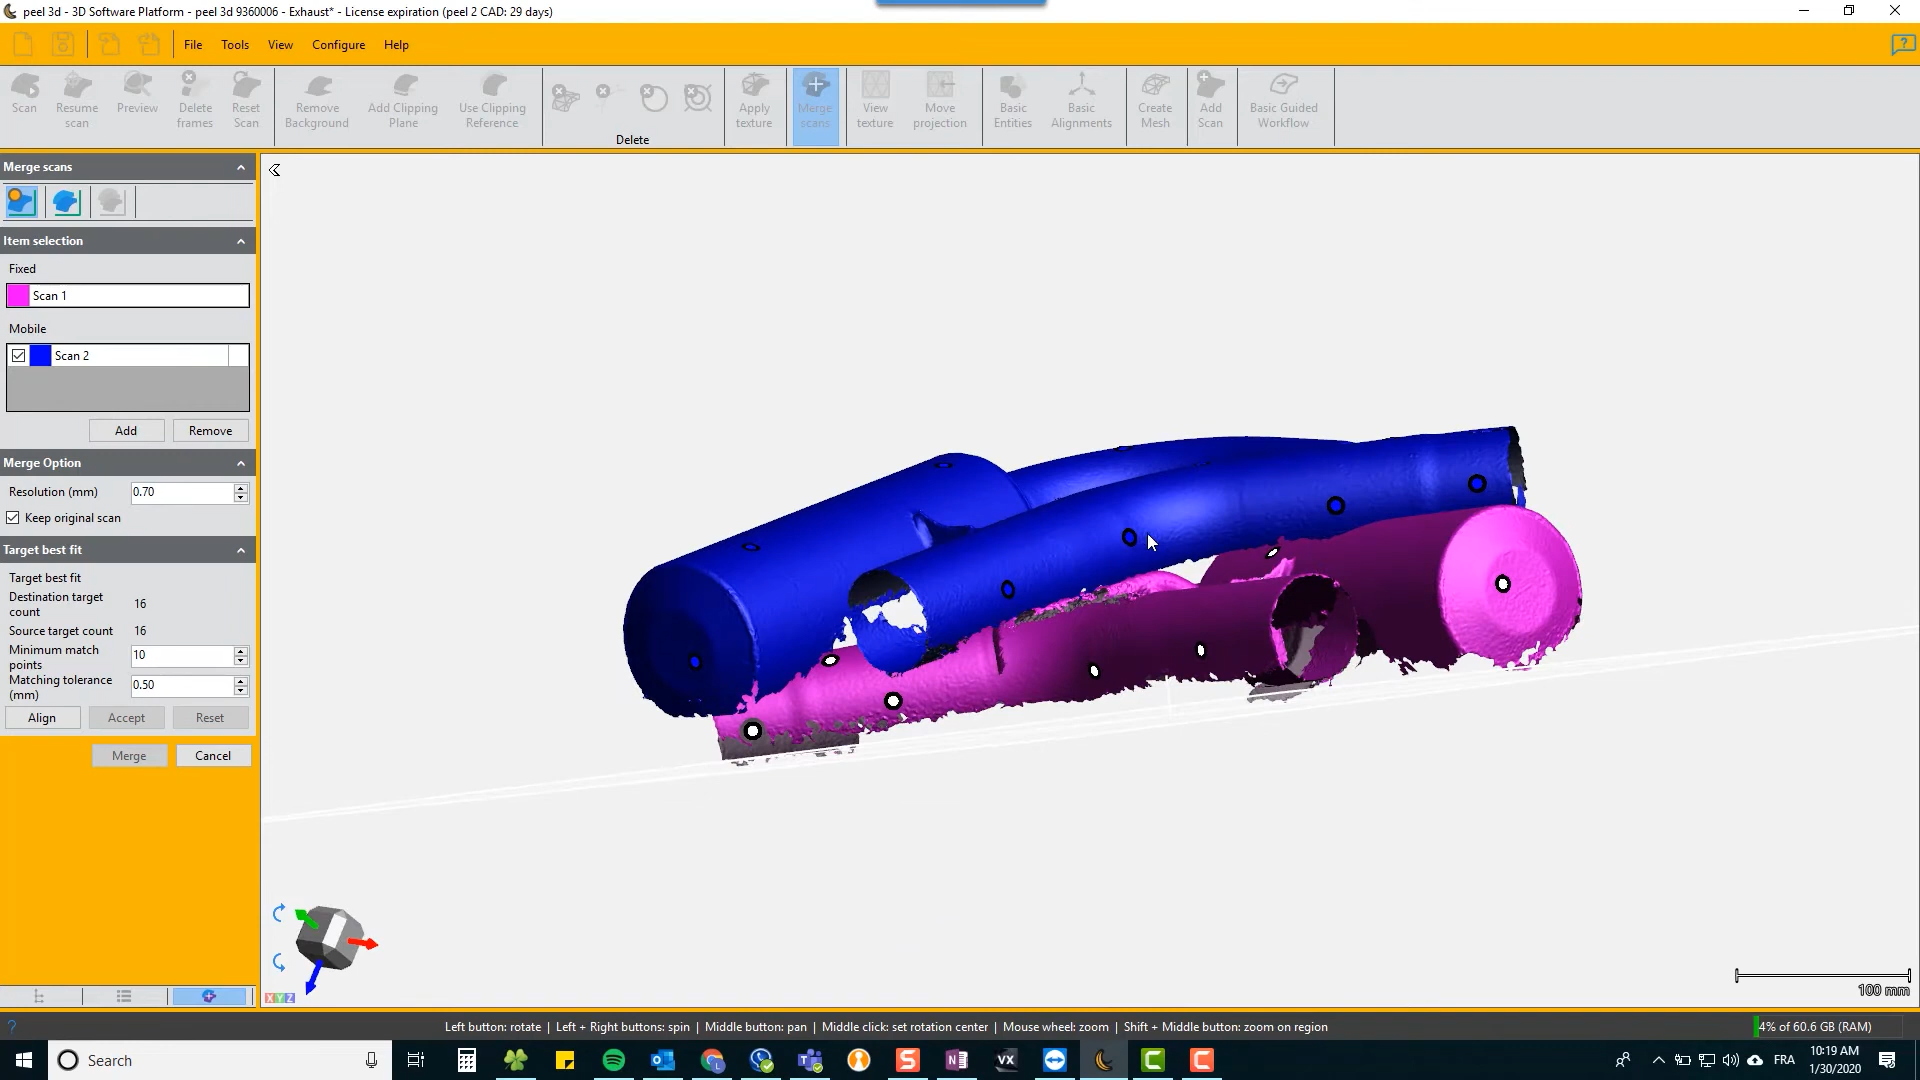 peel 3d - 3D Software Platform - peel 3d 9360006 - Exhaust* - License expiration (peel 2 CAD: 29 days)
File Tools View Configure Help
Scan
Resume scan
Preview
Delete frames
Reset Scan
Remove Background
Add Clipping Plane
Use Clipping Reference
Delete
Apply texture
Merge scans
View texture
Move projection
Basic Entities
Basic Alignments
Create Mesh
Add Scan
Basic Guided Workflow
Merge scans
Item selection
Fixed
Scan 1
Mobile
Scan 2
Add Remove
Merge Option
Resolution (mm) 0.70
Keep original scan
Target best fit
Target best fit
Destination target count 16
Source target count 16
Minimum match points 10
Matching tolerance (mm) 0.50
Align Accept Reset
Merge Cancel
XYZ
100 mm
? Left button: rotate | Left + Right buttons: spin | Middle button: pan | Middle click: set rotation center | Mouse wheel: zoom | Shift + Middle button: zoom on region 4% of 60.6 GB (RAM)
Search
VX
FRA
10:19 AM
1/30/2020